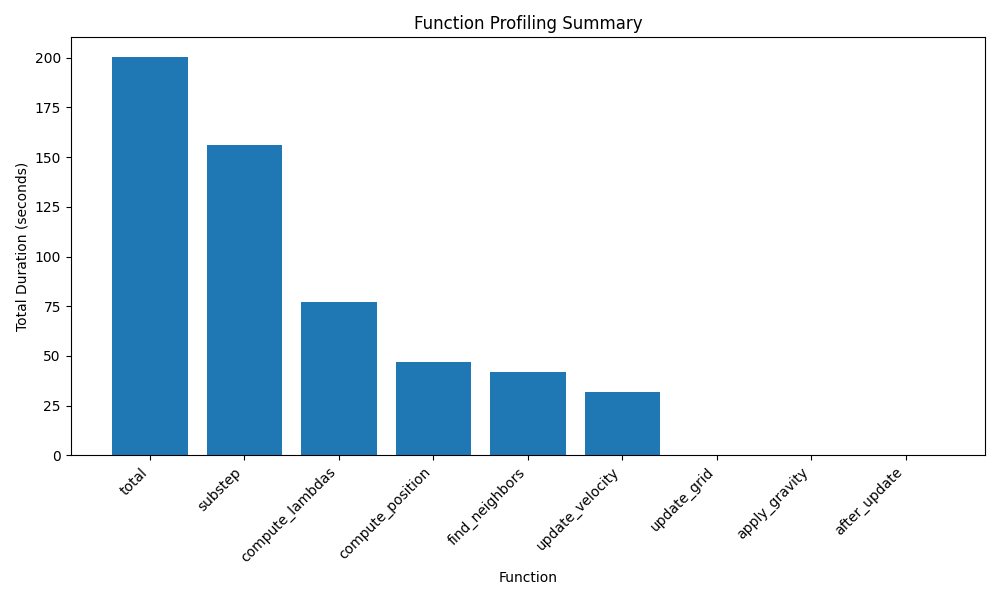 Function Profiling Summary
Total Duration (seconds)
200
175
150
125
100
75
50
25
0
total
substep
compute_lambdas
compute_position
find_neighbors
update_velocity
update_grid
apply_gravity
after_update
Function